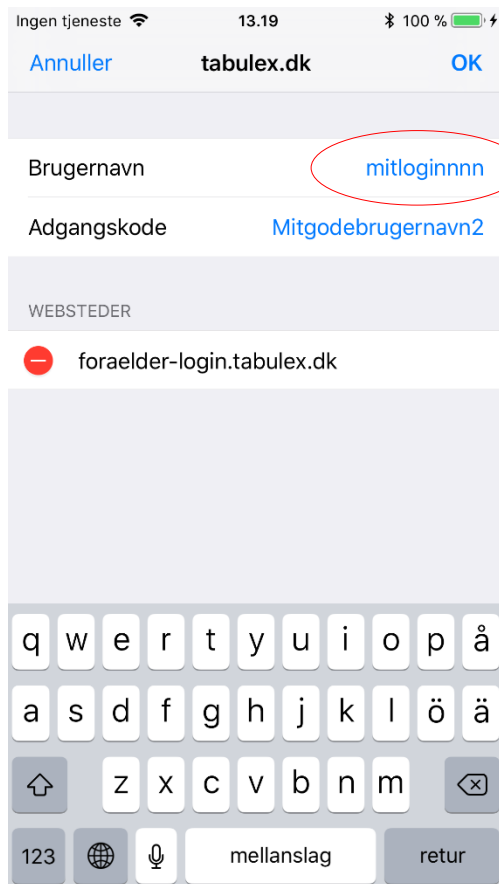 Ingen tjeneste 13.19 100 %
Annuller tabulex.dk OK
Brugernavn mitloginnnn
Adgangskode Mitgodebrugernavn2
WEBSTEDER
foraelder-login.tabulex.dk
q w e r t y u i o p å
a s d f g h j k l ö ä
z x c v b n m
123 mellanslag retur